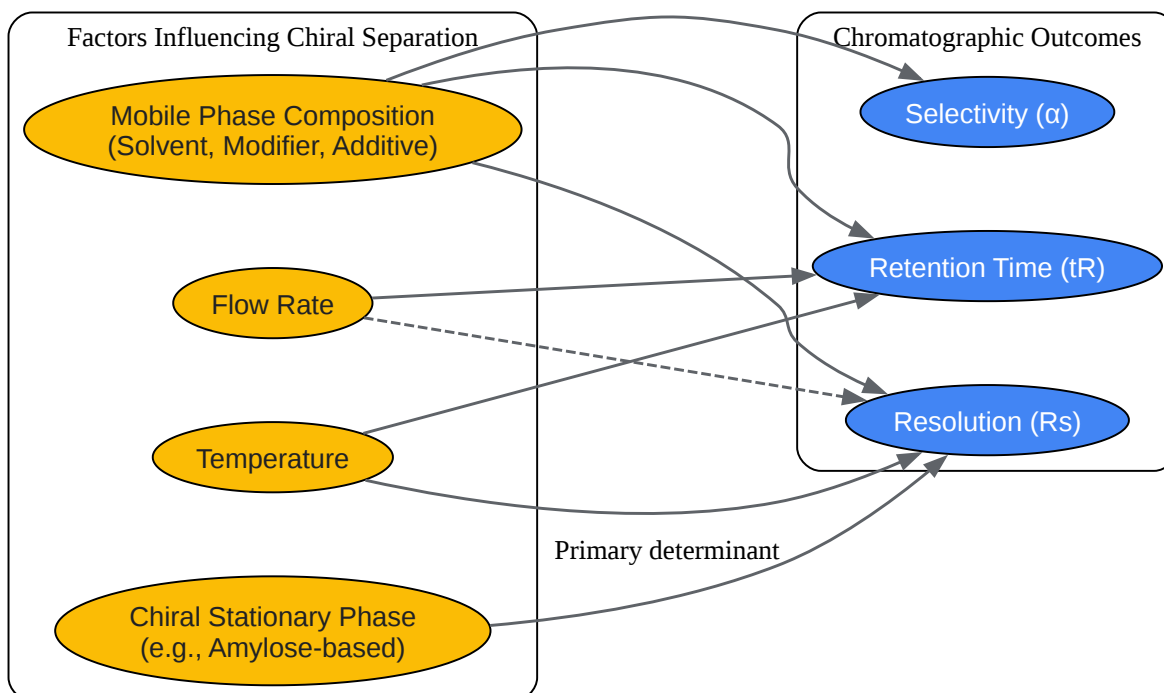 Factors Influencing Chiral Separation
Mobile Phase Composition
(Solvent, Modifier, Additive)
Flow Rate
Temperature
Chiral Stationary Phase
(e.g., Amylose-based)
Primary determinant
Chromatographic Outcomes
Selectivity (α)
Retention Time (tR)
Resolution (Rs)